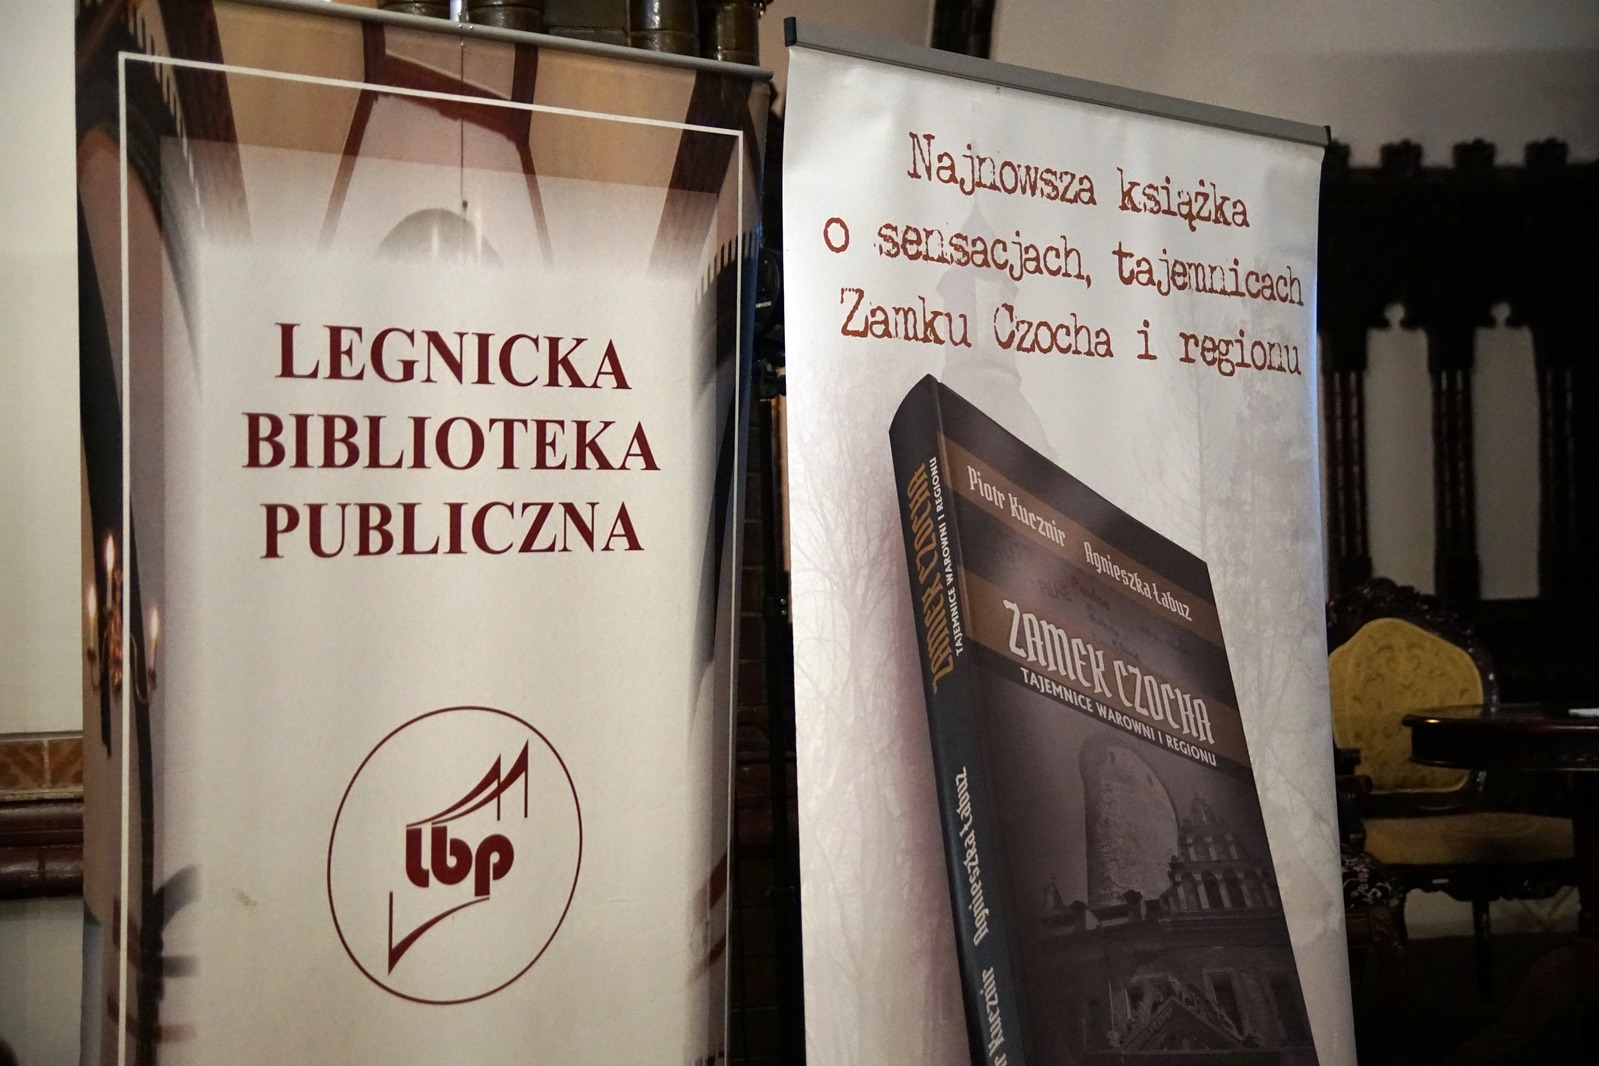 LEGNICKA
BIBLIOTEKA
PUBLICZNA
lbp
Najnowsza książka
o sensacjach, tajemnicach
Zamku Czocha i regionu
Piotr Kucznir Agnieszka Łabuz
ZAMEK CZOCHA
TAJEMNICE WAROWNI I REGIONU
ZAMEK CZOCHA
TAJEMNICE WAROWNI I REGIONU
Agnieszka Łabuz
Kucznir